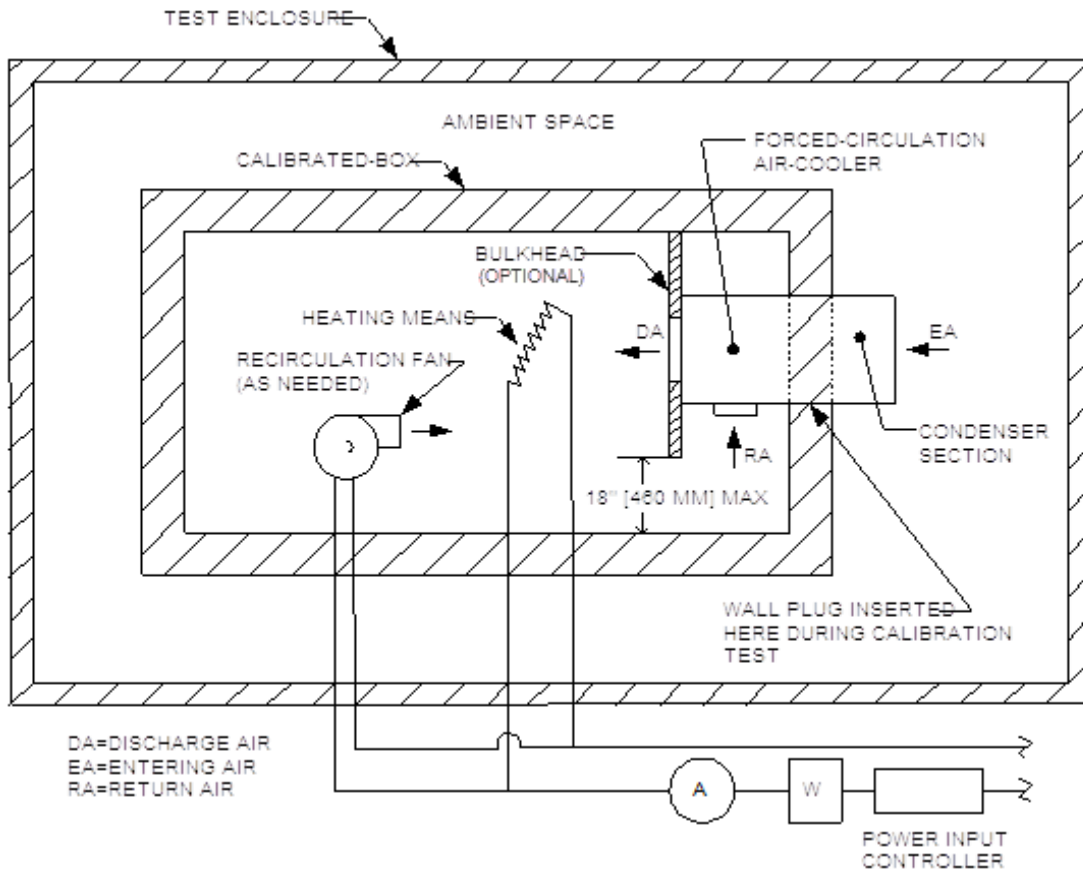 TEST ENCLOSURE
AMBIENT SPACE
CALIBRATED-BOX
FORCED-CIRCULATION
AIR-COOLER
BULKHEAD
(OPTIONAL)
HEATING MEANS
DA
EA
RECIRCULATION FAN
(AS NEEDED)
CONDENSER
SECTION
RA
18" [460 MM] MAX
WALL PLUG INSERTED
HERE DURING CALIBRATION
TEST
DA=DISCHARGE AIR
EA=ENTERING AIR
RA=RETURN AIR
A
W
POWER INPUT
CONTROLLER